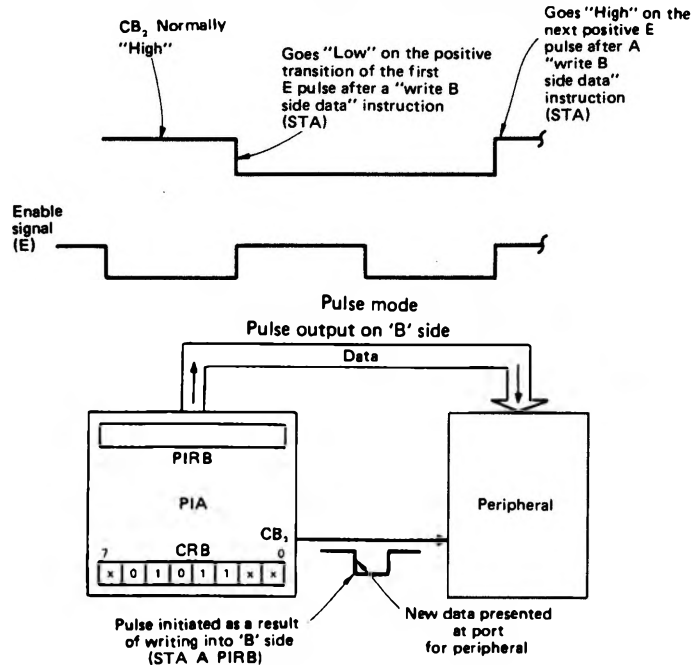 CB₂ Normally
"High"
Goes "Low" on the positive
transition of the first
E pulse after a "write B
side data" instruction
(STA)
Goes "High" on the
next positive E
pulse after A
"write B
side data"
instruction
(STA)
Enable
signal
(E)
Pulse mode
Pulse output on 'B' side
Data
PIRB
PIA
CB₂
7 CRB 0
x 0 1 0 1 1 x x
Peripheral
Pulse initiated as a result
of writing into 'B' side
(STA A PIRB)
New data presented
at port
for peripheral